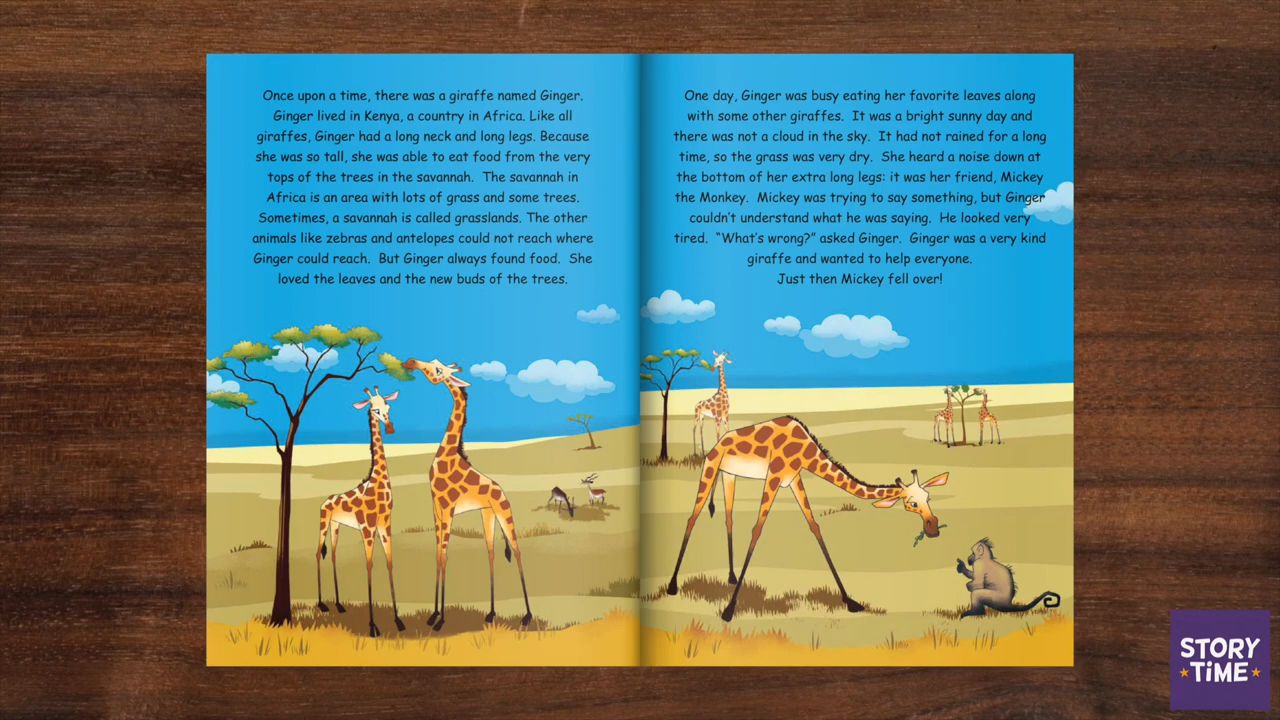 Once upon a time, there was a giraffe named Ginger.
Ginger lived in Kenya, a country in Africa. Like all
giraffes, Ginger had a long neck and long legs. Because
she was so tall, she was able to eat food from the very
tops of the trees in the savannah. The savannah in
Africa is an area with lots of grass and some trees.
Sometimes, a savannah is called grasslands. The other
animals like zebras and antelopes could not reach where
Ginger could reach. But Ginger always found food. She
loved the leaves and the new buds of the trees.
One day, Ginger was busy eating her favorite leaves along
with some other giraffes. It was a bright sunny day and
there was not a cloud in the sky. It had not rained for a long
time, so the grass was very dry. She heard a noise down at
the bottom of her extra long legs: it was her friend, Mickey
the Monkey. Mickey was trying to say something, but Ginger
couldn't understand what he was saying. He looked very
tired. "What's wrong?" asked Ginger. Ginger was a very kind
giraffe and wanted to help everyone.
Just then Mickey fell over!
STORY
TiME